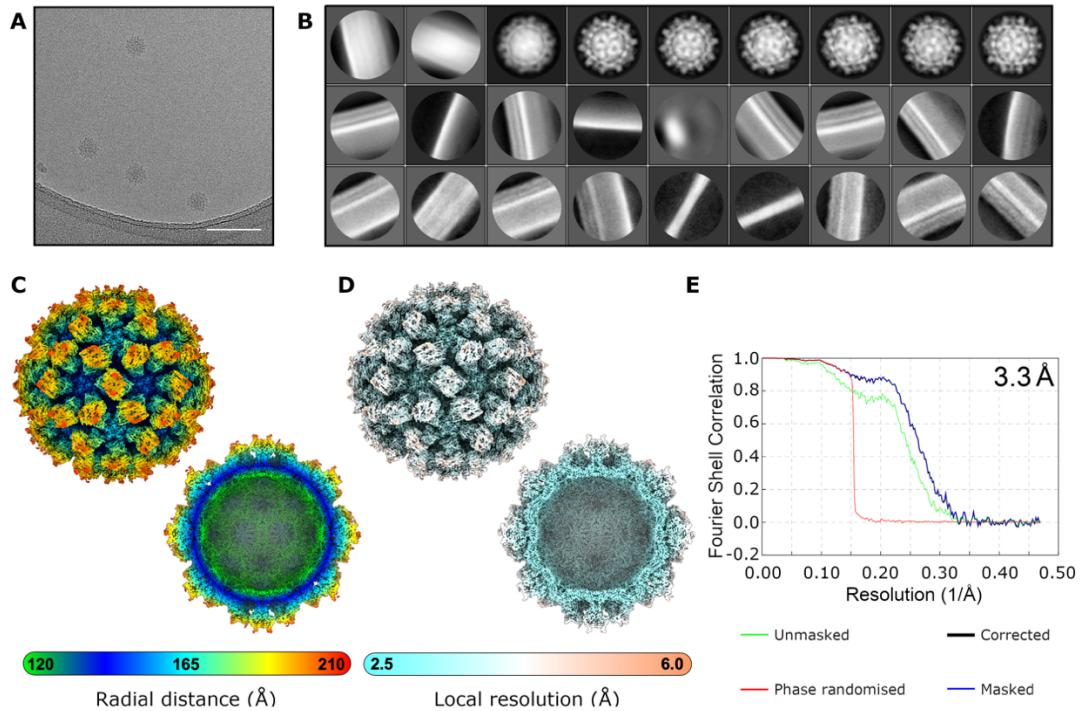 A
B
C
D
E
3.3 Å
1.0
0.8
0.6
0.4
0.2
0.0
-0.2
Fourier Shell Correlation
0.00 0.10 0.20 0.30 0.40 0.50
Resolution (1/Å)
Unmasked Corrected
Phase randomised Masked
120 165 210
Radial distance (Å)
2.5 6.0
Local resolution (Å)